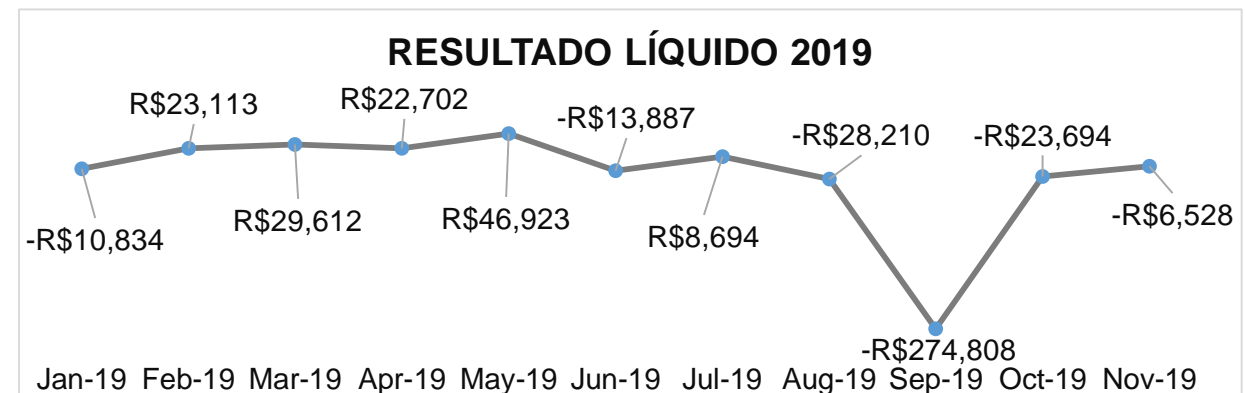 RESULTADO LÍQUIDO 2019
-R$10,834
R$23,113
R$29,612
R$22,702
R$46,923
-R$13,887
R$8,694
-R$28,210
-R$274,808
-R$23,694
-R$6,528
Jan-19 Feb-19 Mar-19 Apr-19 May-19 Jun-19 Jul-19 Aug-19 Sep-19 Oct-19 Nov-19